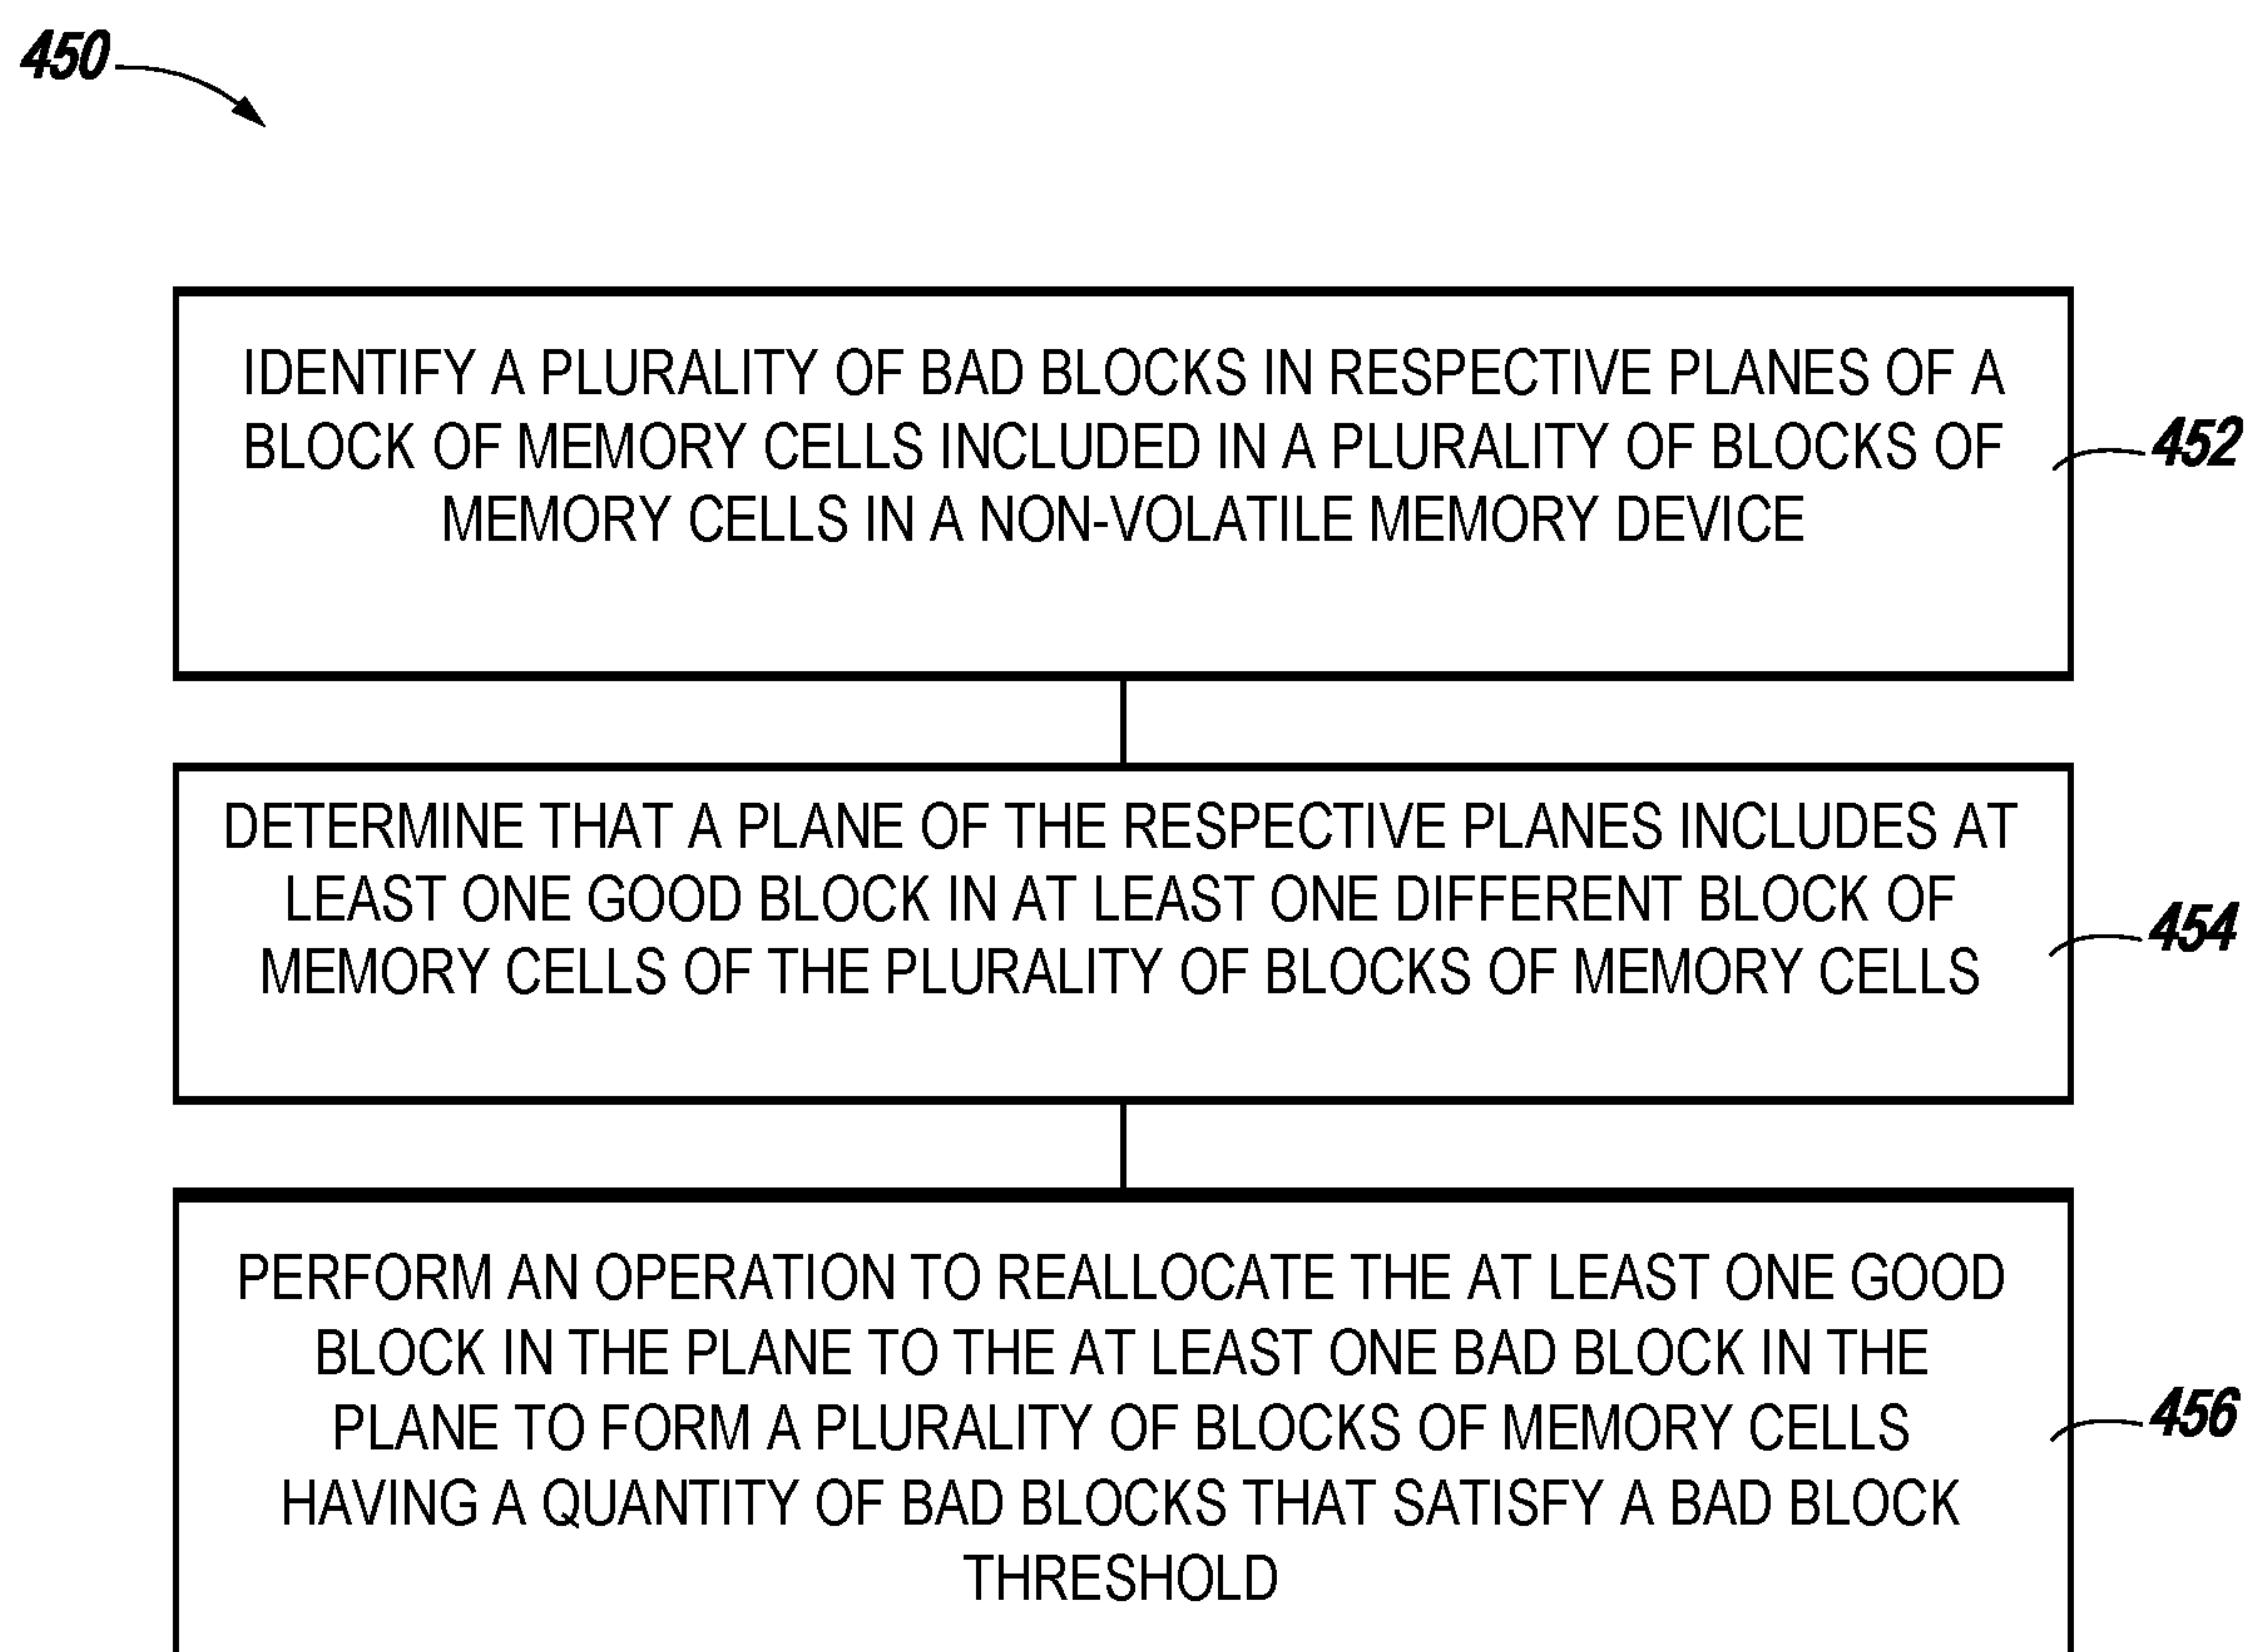 450
IDENTIFY A PLURALITY OF BAD BLOCKS IN RESPECTIVE PLANES OF A
BLOCK OF MEMORY CELLS INCLUDED IN A PLURALITY OF BLOCKS OF
MEMORY CELLS IN A NON-VOLATILE MEMORY DEVICE
452
DETERMINE THAT A PLANE OF THE RESPECTIVE PLANES INCLUDES AT
LEAST ONE GOOD BLOCK IN AT LEAST ONE DIFFERENT BLOCK OF
MEMORY CELLS OF THE PLURALITY OF BLOCKS OF MEMORY CELLS
454
PERFORM AN OPERATION TO REALLOCATE THE AT LEAST ONE GOOD
BLOCK IN THE PLANE TO THE AT LEAST ONE BAD BLOCK IN THE
PLANE TO FORM A PLURALITY OF BLOCKS OF MEMORY CELLS
HAVING A QUANTITY OF BAD BLOCKS THAT SATISFY A BAD BLOCK
THRESHOLD
456